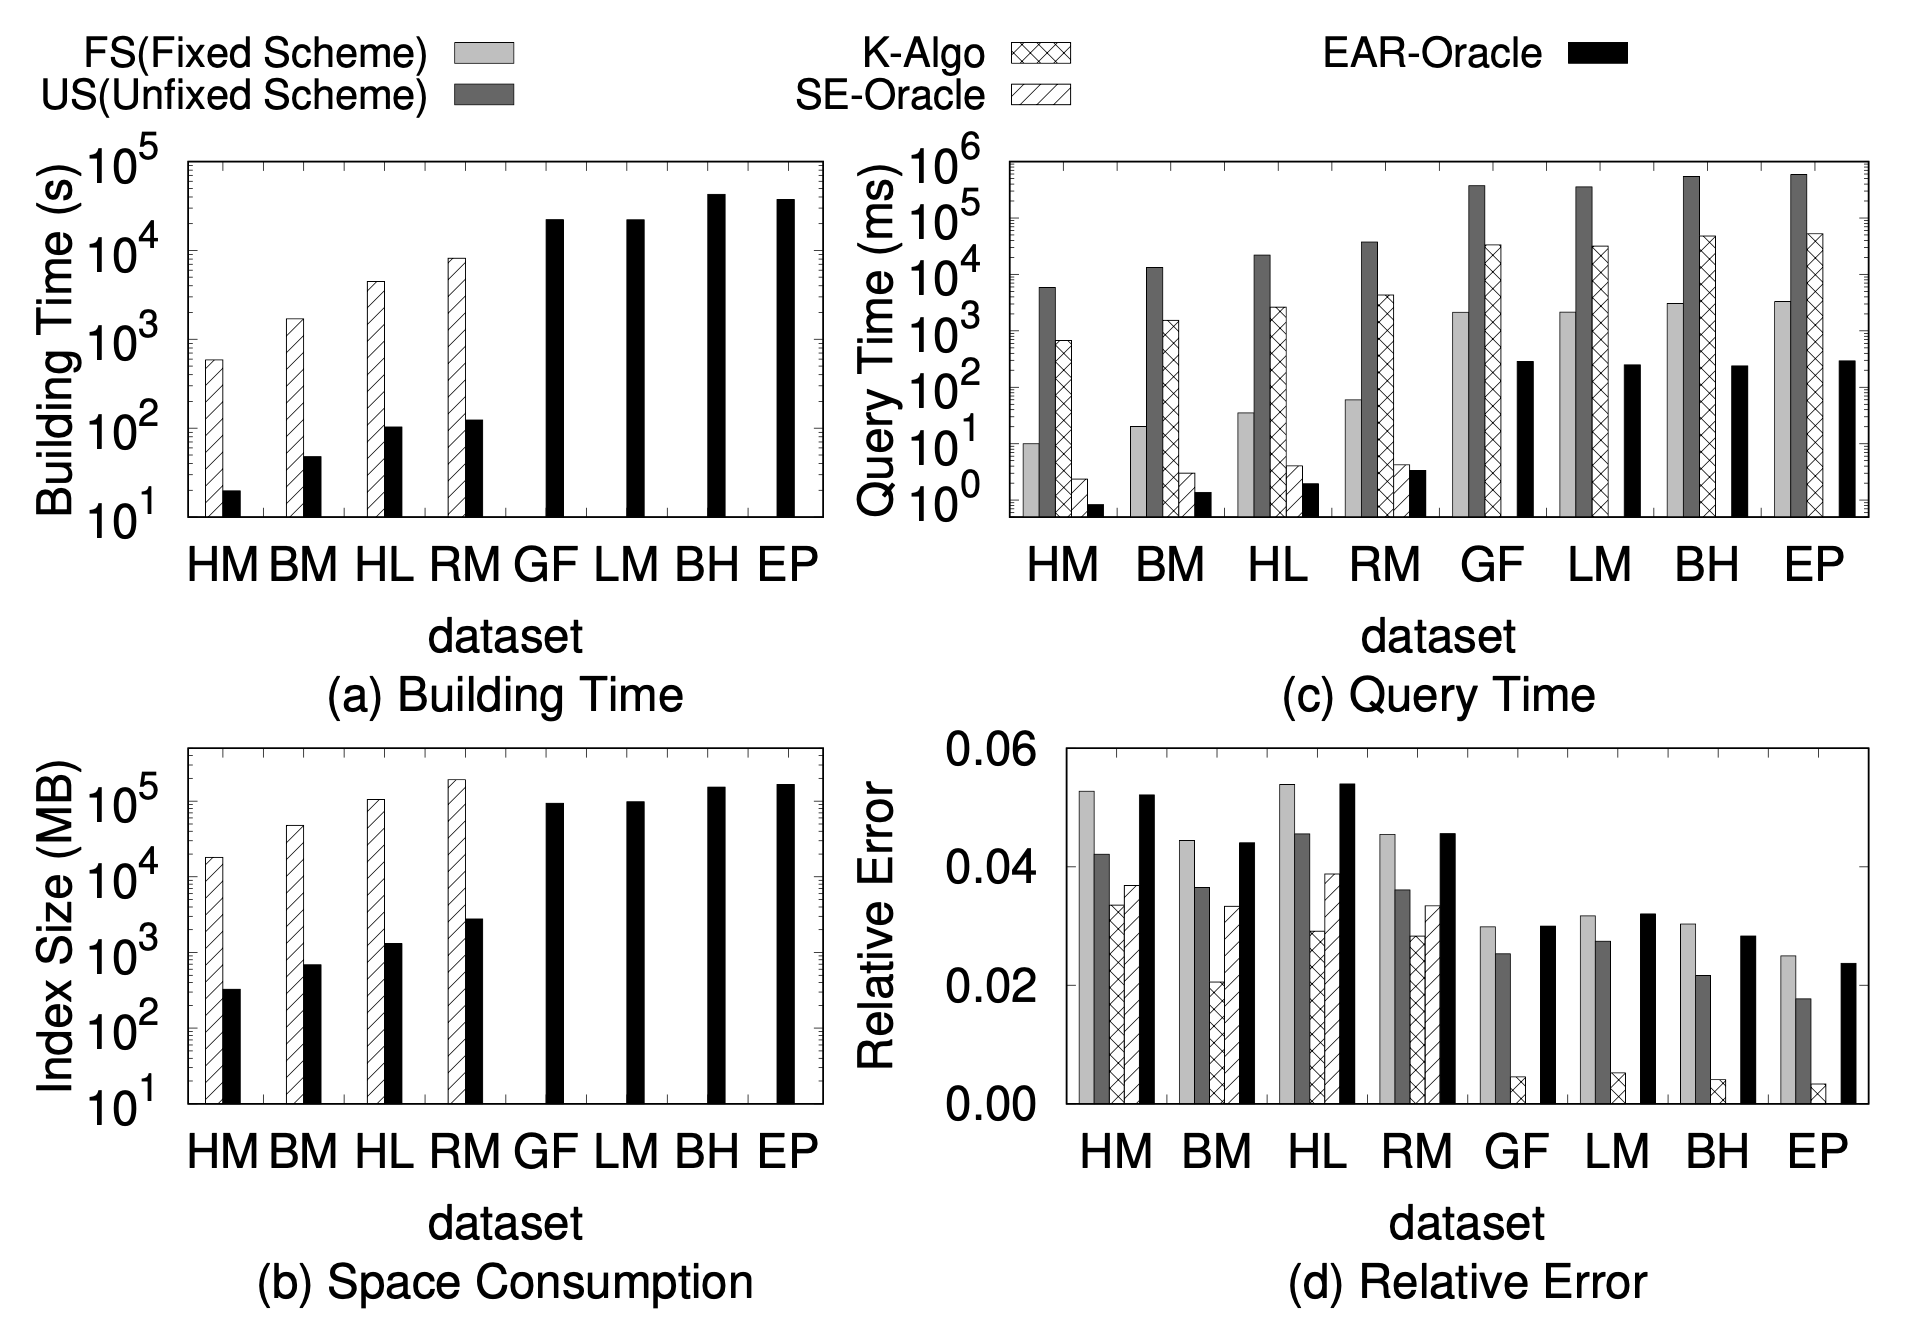 FS(Fixed Scheme)
US(Unfixed Scheme)
K-Algo
SE-Oracle
EAR-Oracle
Building Time (s)
10^5
10^4
10^3
10^2
10^1
HM BM HL RM GF LM BH EP
dataset
(a) Building Time
Query Time (ms)
10^6
10^5
10^4
10^3
10^2
10^1
10^0
HM BM HL RM GF LM BH EP
dataset
(c) Query Time
Index Size (MB)
10^5
10^4
10^3
10^2
10^1
HM BM HL RM GF LM BH EP
dataset
(b) Space Consumption
Relative Error
0.06
0.04
0.02
0.00
HM BM HL RM GF LM BH EP
dataset
(d) Relative Error